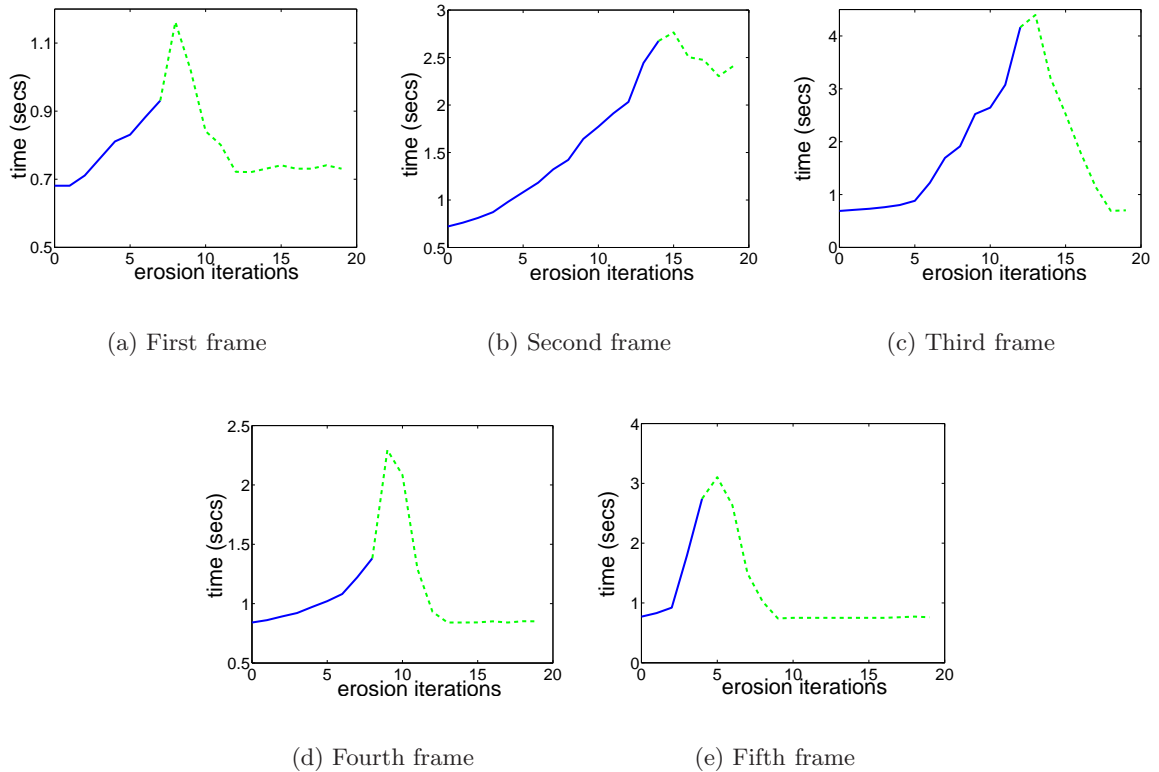 time (secs)
1.1
0.9
0.7
0.5
0 5 10 15 20
erosion iterations
(a) First frame
time (secs)
3
2.5
2
1.5
1
0.5
0 5 10 15 20
erosion iterations
(b) Second frame
time (secs)
4
3
2
1
0
0 5 10 15 20
erosion iterations
(c) Third frame
time (secs)
2.5
2
1.5
1
0.5
0 5 10 15 20
erosion iterations
(d) Fourth frame
time (secs)
4
3
2
1
0
0 5 10 15 20
erosion iterations
(e) Fifth frame